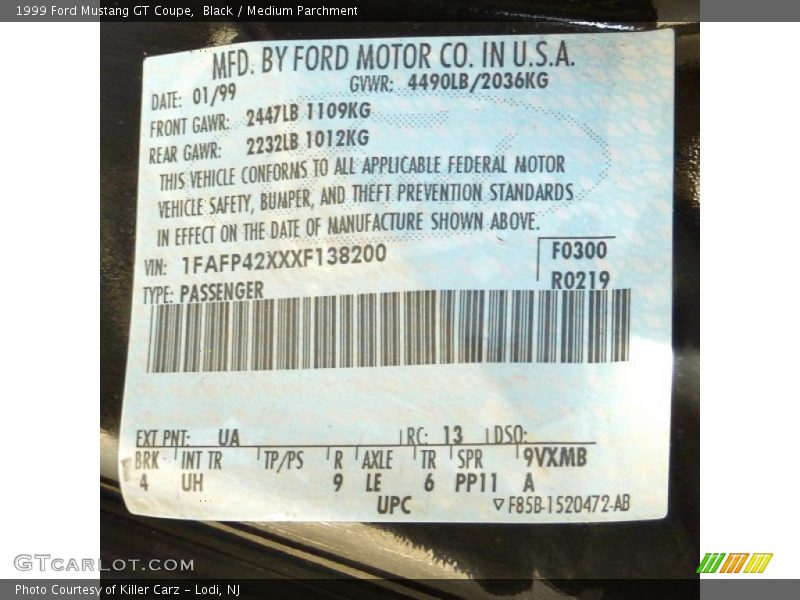 1999 Ford Mustang GT Coupe,  Black / Medium Parchment
MFD. BY FORD MOTOR CO. IN U.S.A.
DATE: 01/99 GVWR: 4490LB/2036KG
FRONT GAWR: 2447LB 1109KG
REAR GAWR: 2232LB 1012KG
THIS VEHICLE CONFORMS TO ALL APPLICABLE FEDERAL MOTOR
VEHICLE SAFETY, BUMPER, AND THEFT PREVENTION STANDARDS
IN EFFECT ON THE DATE OF MANUFACTURE SHOWN ABOVE.
VIN: 1FAFP42XXXF138200 F0300
TYPE: PASSENGER R0219
EXT PNT: UA RC: 13 DSO:
BRK INT TR TP/PS R AXLE TR SPR 9VXMB
4 UH 9 LE 6 PP11 A
UPC ▽F85B-1520472-AB
GTCARLOT.COM
Photo Courtesy of Killer Carz - Lodi, NJ